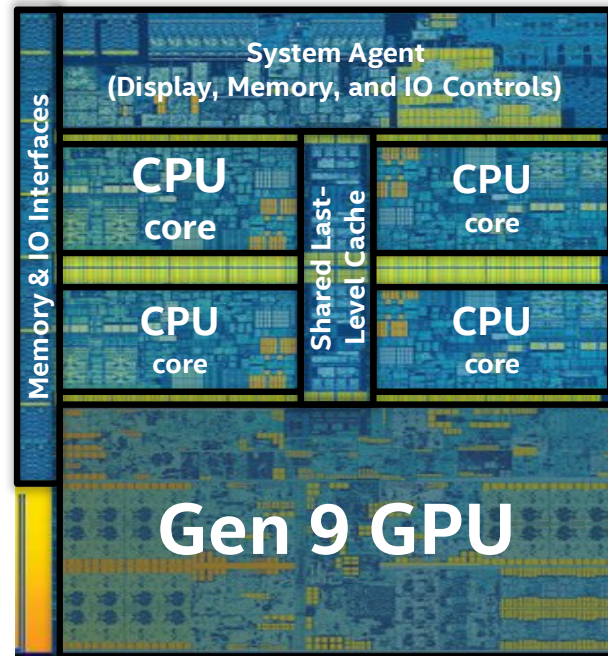 System Agent
(Display, Memory, and IO Controls)
Memory & IO Interfaces
CPU
core
CPU
core
Shared Last-
Level Cache
CPU
core
CPU
core
Gen 9 GPU